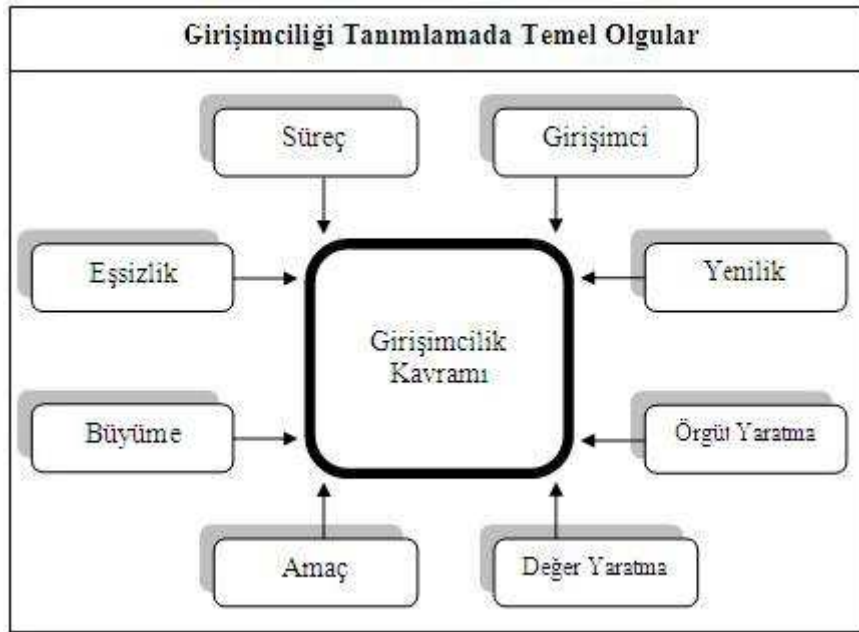 Girişimciliği Tanımlamada Temel Olgular
Süreç
Girişimci
Eşsizlik
Yenilik
Girişimcilik
Kavramı
Büyüme
Örgüt Yaratma
Amaç
Değer Yaratma